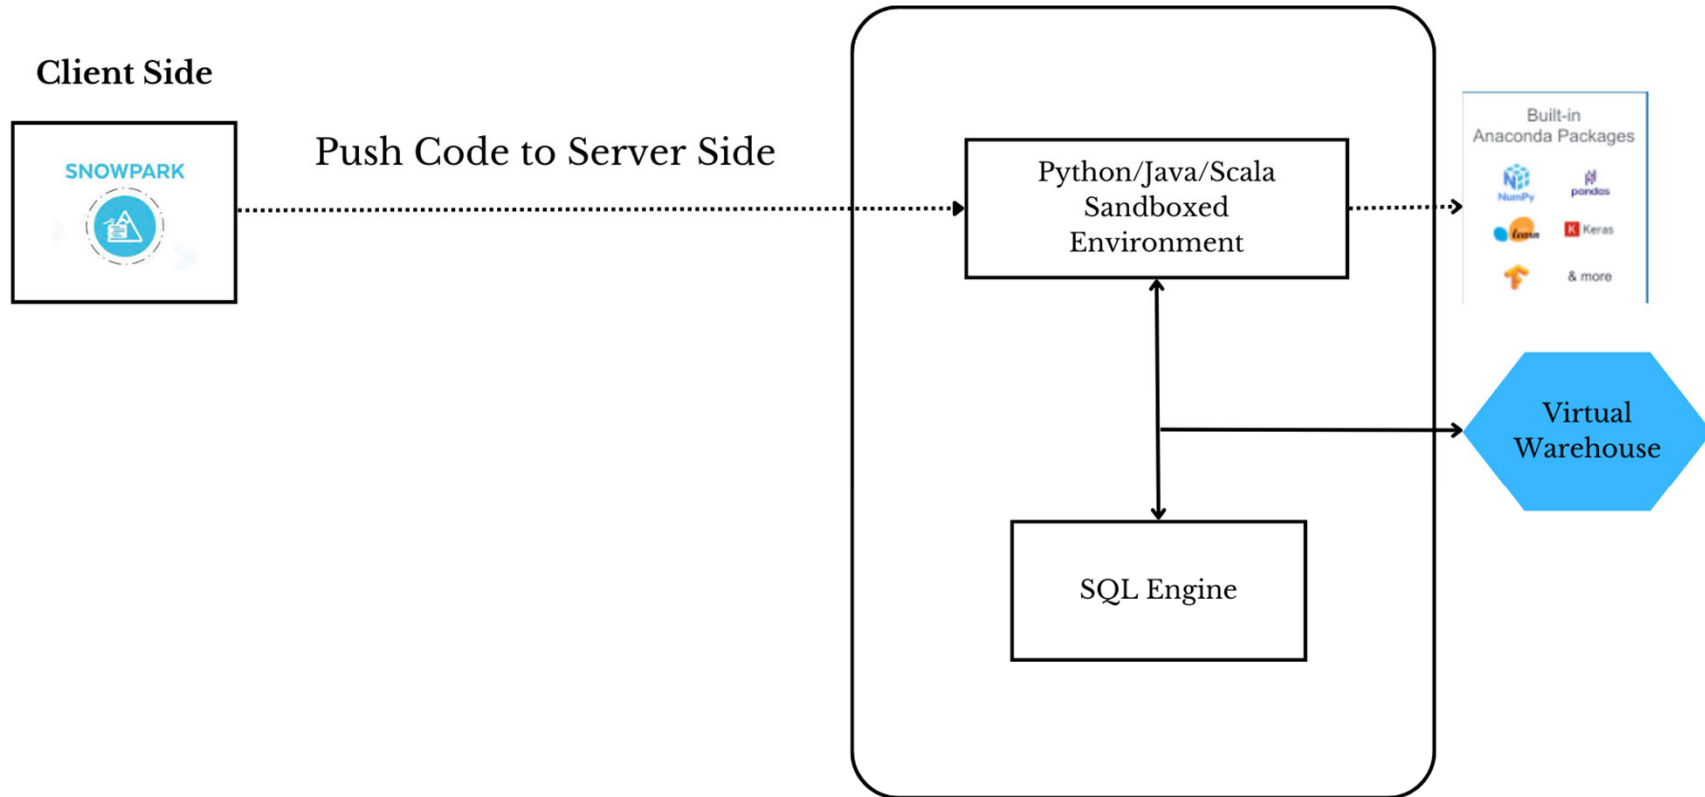 Client Side
SNOWPARK
Push Code to Server Side
Python/Java/Scala
Sandboxed
Environment
Built-in
Anaconda Packages
NumPy
pandas
learn
K Keras
& more
Virtual
Warehouse
SQL Engine